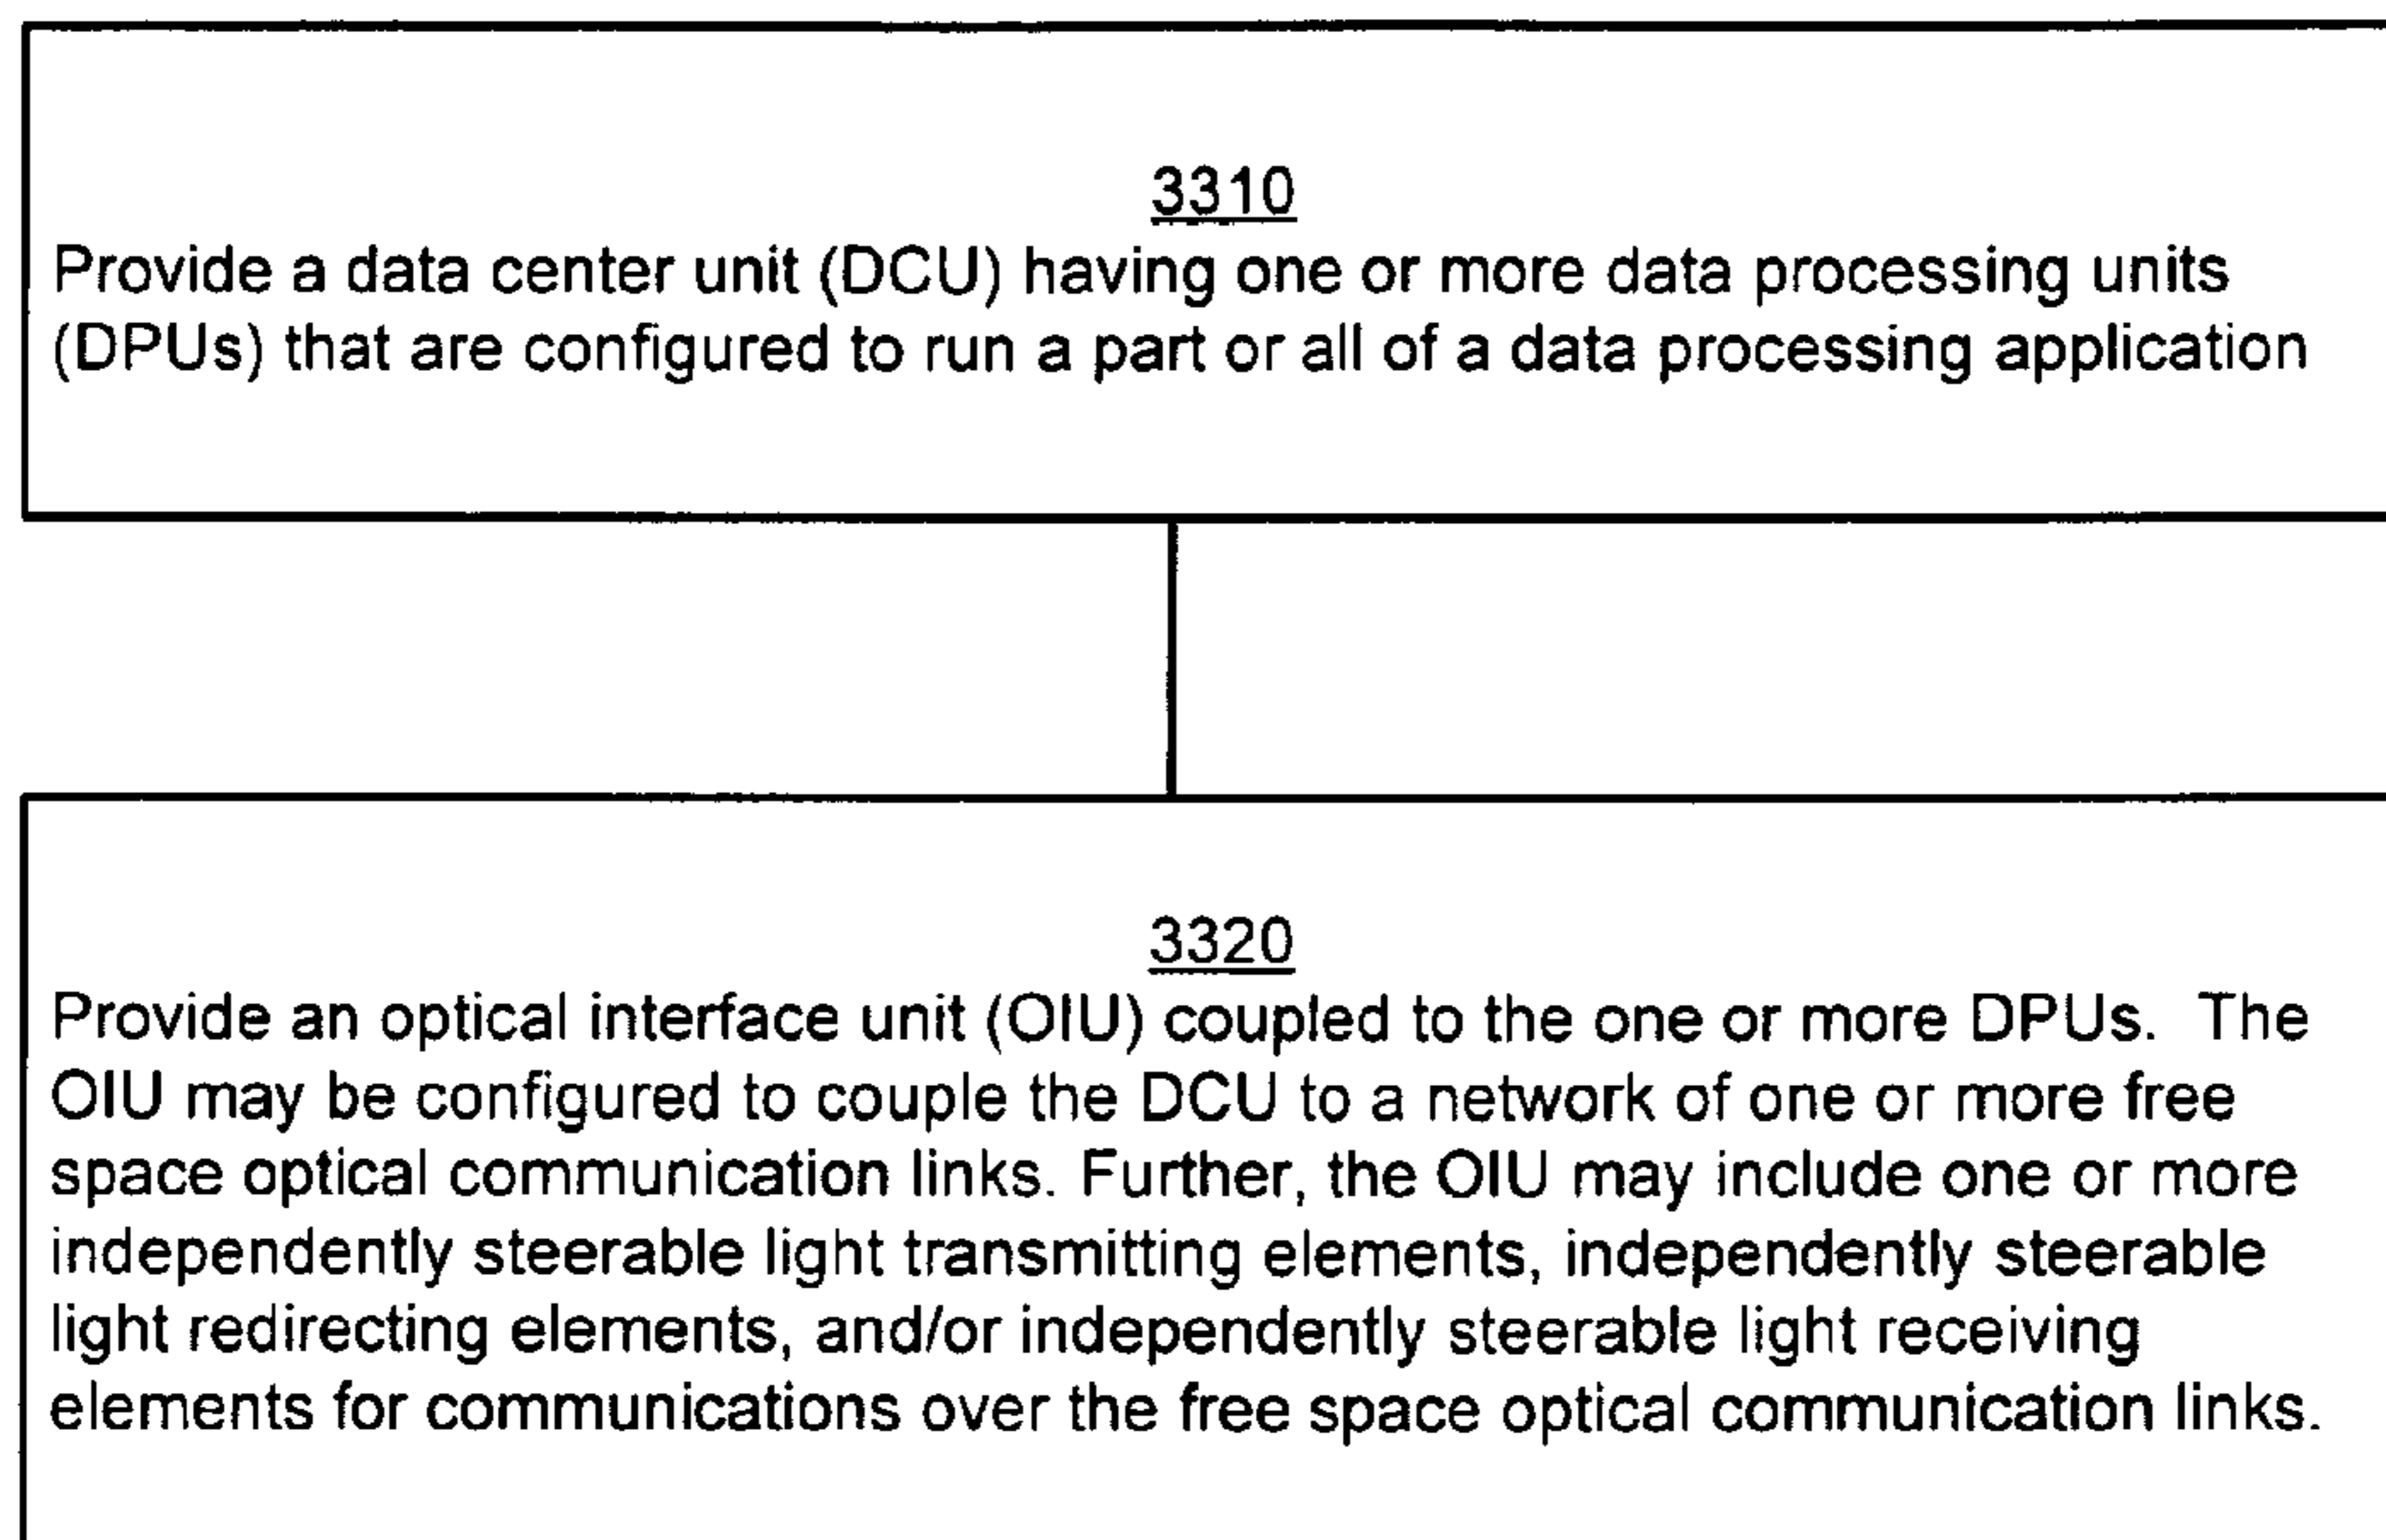 3310
Provide a data center unit (DCU) having one or more data processing units
(DPUs) that are configured to run a part or all of a data processing application
3320
Provide an optical interface unit (OIU) coupled to the one or more DPUs. The
OIU may be configured to couple the DCU to a network of one or more free
space optical communication links. Further, the OIU may include one or more
independently steerable light transmitting elements, independently steerable
light redirecting elements, and/or independently steerable light receiving
elements for communications over the free space optical communication links.